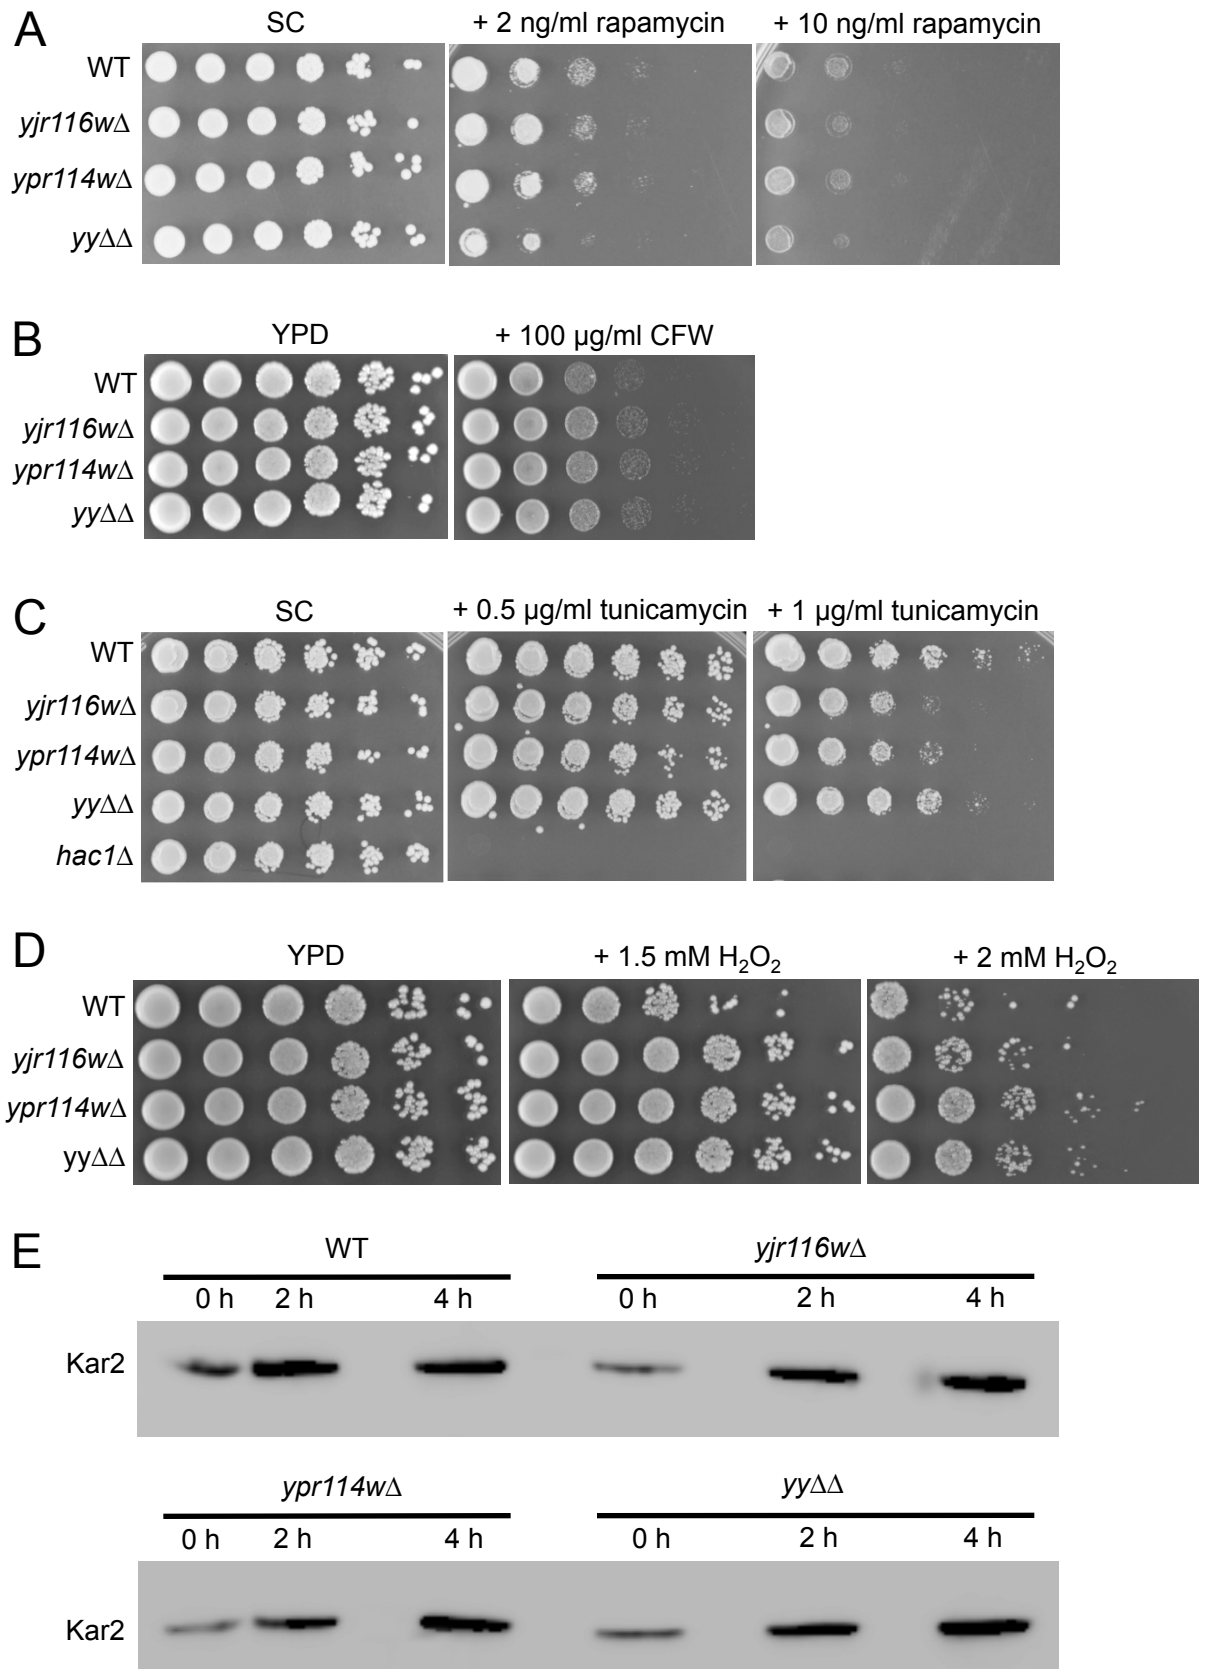 A
SC
+ 2 ng/ml rapamycin
+ 10 ng/ml rapamycin
WT
yjr116wΔ
ypr114wΔ
yyΔΔ
B
YPD
+ 100 µg/ml CFW
WT
yjr116wΔ
ypr114wΔ
yyΔΔ
C
SC
+ 0.5 µg/ml tunicamycin
+ 1 µg/ml tunicamycin
WT
yjr116wΔ
ypr114wΔ
yyΔΔ
hac1Δ
D
YPD
+ 1.5 mM H₂O₂
+ 2 mM H₂O₂
WT
yjr116wΔ
ypr114wΔ
yyΔΔ
E
WT
yjr116wΔ
0 h 2 h 4 h 0 h 2 h 4 h
Kar2
ypr114wΔ
yyΔΔ
0 h 2 h 4 h 0 h 2 h 4 h
Kar2